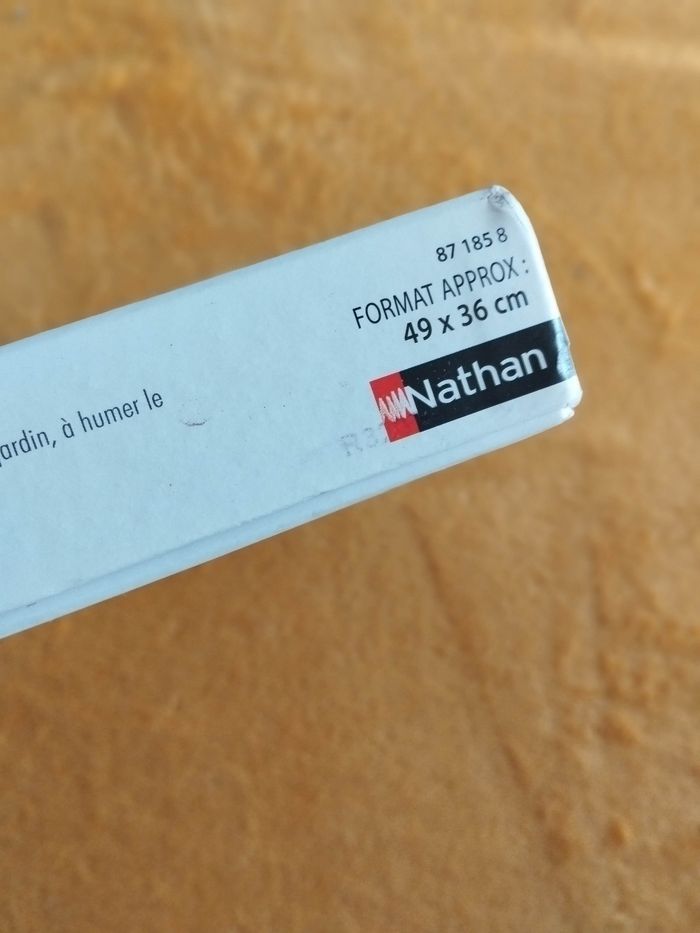 87 185 8
FORMAT APPROX :
49 x 36 cm
Nathan
ardin, à humer le